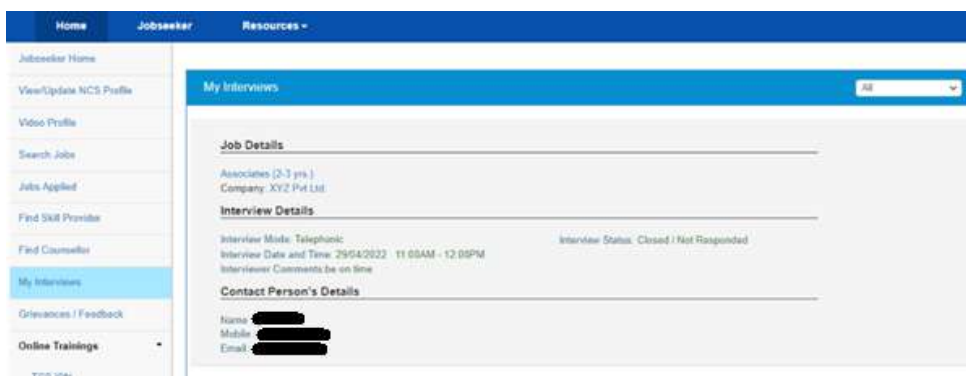 Home Jobseeker Resources
Jobseeker Home
View/Update NCS Profile
Video Profile
Search Jobs
Jobs Applied
Find Skill Provider
Find Counsellor
My Interviews
Grievances / Feedback
Online Trainings
My Interviews All
Job Details
Associates (2-3 yrs.)
Company: XYZ Pvt Ltd
Interview Details
Interview Mode: Telephonic Interview Status: Closed / Not Responded
Interview Date and Time: 29/04/2022 11:00AM - 12:00PM
Interviewer Comments: be on time
Contact Person's Details
Name
Mobile
Email